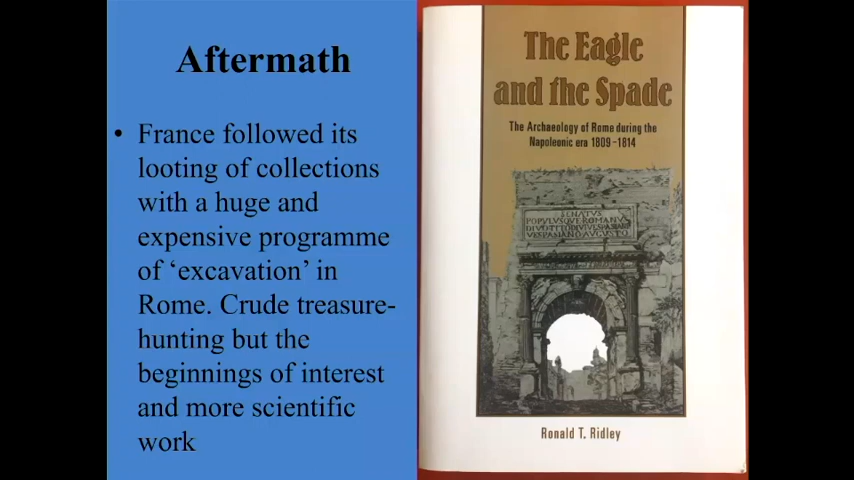 Aftermath
• France followed its
looting of collections
with a huge and
expensive programme
of ‘excavation’ in
Rome. Crude treasure-
hunting but the
beginnings of interest
and more scientific
work
The Eagle
and the Spade
The Archaeology of Rome during the
Napoleonic era 1809-1814
SENATVS
POPVLVSQVE ROMANVS
DIVO TITO DIVI VESPASIANI F
VESPASIANO AVGVSTO
Ronald T. Ridley